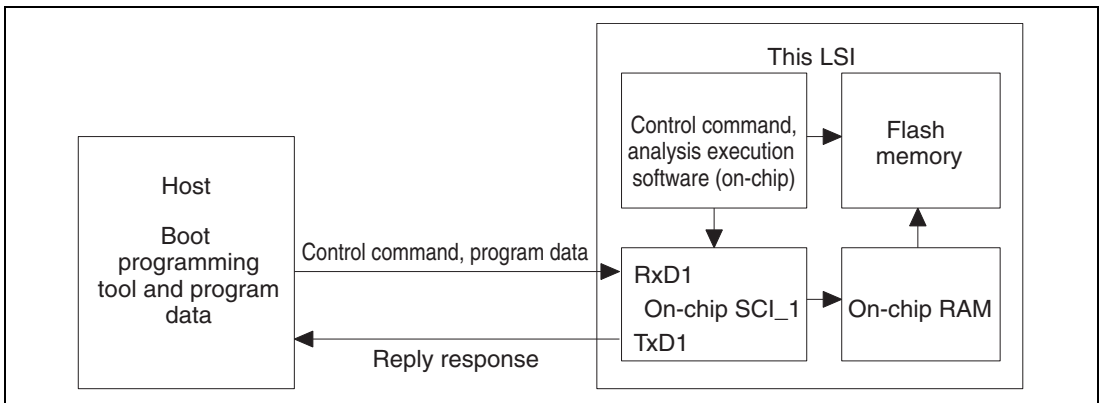 This LSI
Host
Boot
programming
tool and program
data
Control command, program data
Reply response
Control command,
analysis execution
software (on-chip)
Flash
memory
RxD1
On-chip SCI_1
TxD1
On-chip RAM